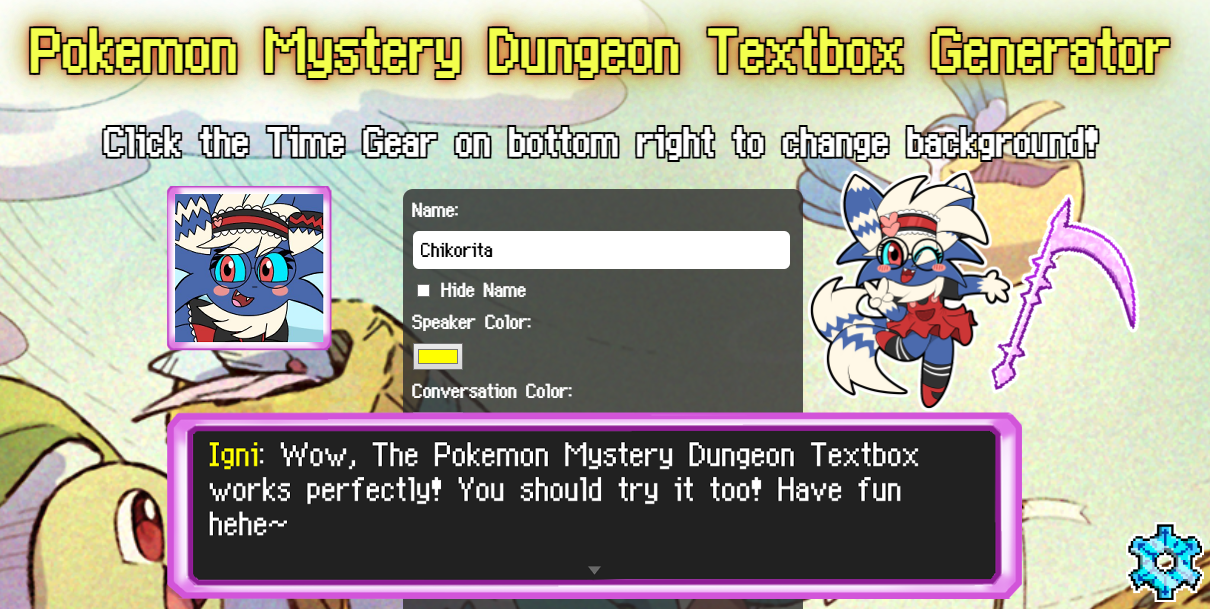 Pokemon Mystery Dungeon Textbox Generator
Click the Time Gear on bottom right to change background!
Name:
Chikorita
Hide Name
Speaker Color:
Conversation Color:
Igni: Wow, The Pokemon Mystery Dungeon Textbox
works perfectly! You should try it too! Have fun
hehe~